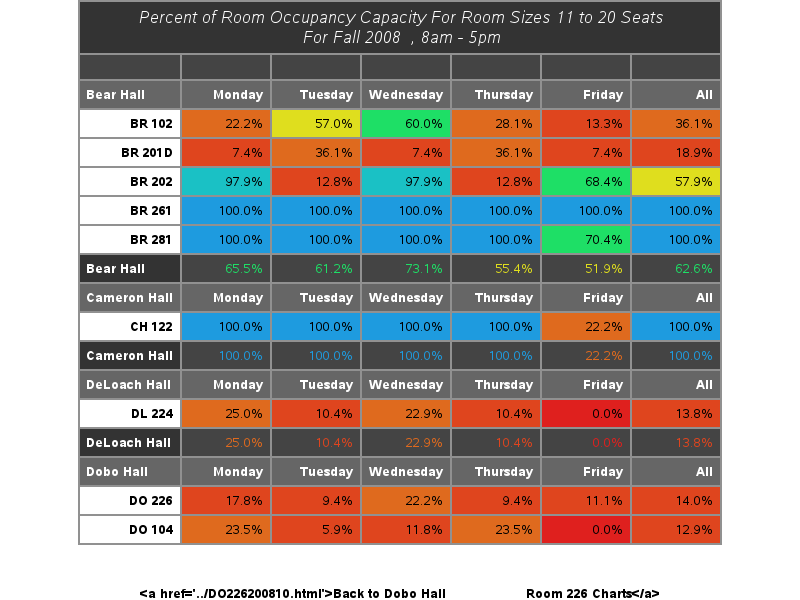 Percent of Room Occupancy Capacity For Room Sizes 11 to 20 Seats
For Fall 2008 , 8am - 5pm
Bear Hall Monday Tuesday Wednesday Thursday Friday All
BR 102 22.2% 57.0% 60.0% 28.1% 13.3% 36.1%
BR 201D 7.4% 36.1% 7.4% 36.1% 7.4% 18.9%
BR 202 97.9% 12.8% 97.9% 12.8% 68.4% 57.9%
BR 261 100.0% 100.0% 100.0% 100.0% 100.0% 100.0%
BR 281 100.0% 100.0% 100.0% 100.0% 70.4% 100.0%
Bear Hall 65.5% 61.2% 73.1% 55.4% 51.9% 62.6%
Cameron Hall Monday Tuesday Wednesday Thursday Friday All
CH 122 100.0% 100.0% 100.0% 100.0% 22.2% 100.0%
Cameron Hall 100.0% 100.0% 100.0% 100.0% 22.2% 100.0%
DeLoach Hall Monday Tuesday Wednesday Thursday Friday All
DL 224 25.0% 10.4% 22.9% 10.4% 0.0% 13.8%
DeLoach Hall 25.0% 10.4% 22.9% 10.4% 0.0% 13.8%
Dobo Hall Monday Tuesday Wednesday Thursday Friday All
DO 226 17.8% 9.4% 22.2% 9.4% 11.1% 14.0%
DO 104 23.5% 5.9% 11.8% 23.5% 0.0% 12.9%
<a href='../DO226200810.html'>Back to Dobo Hall Room 226 Charts</a>